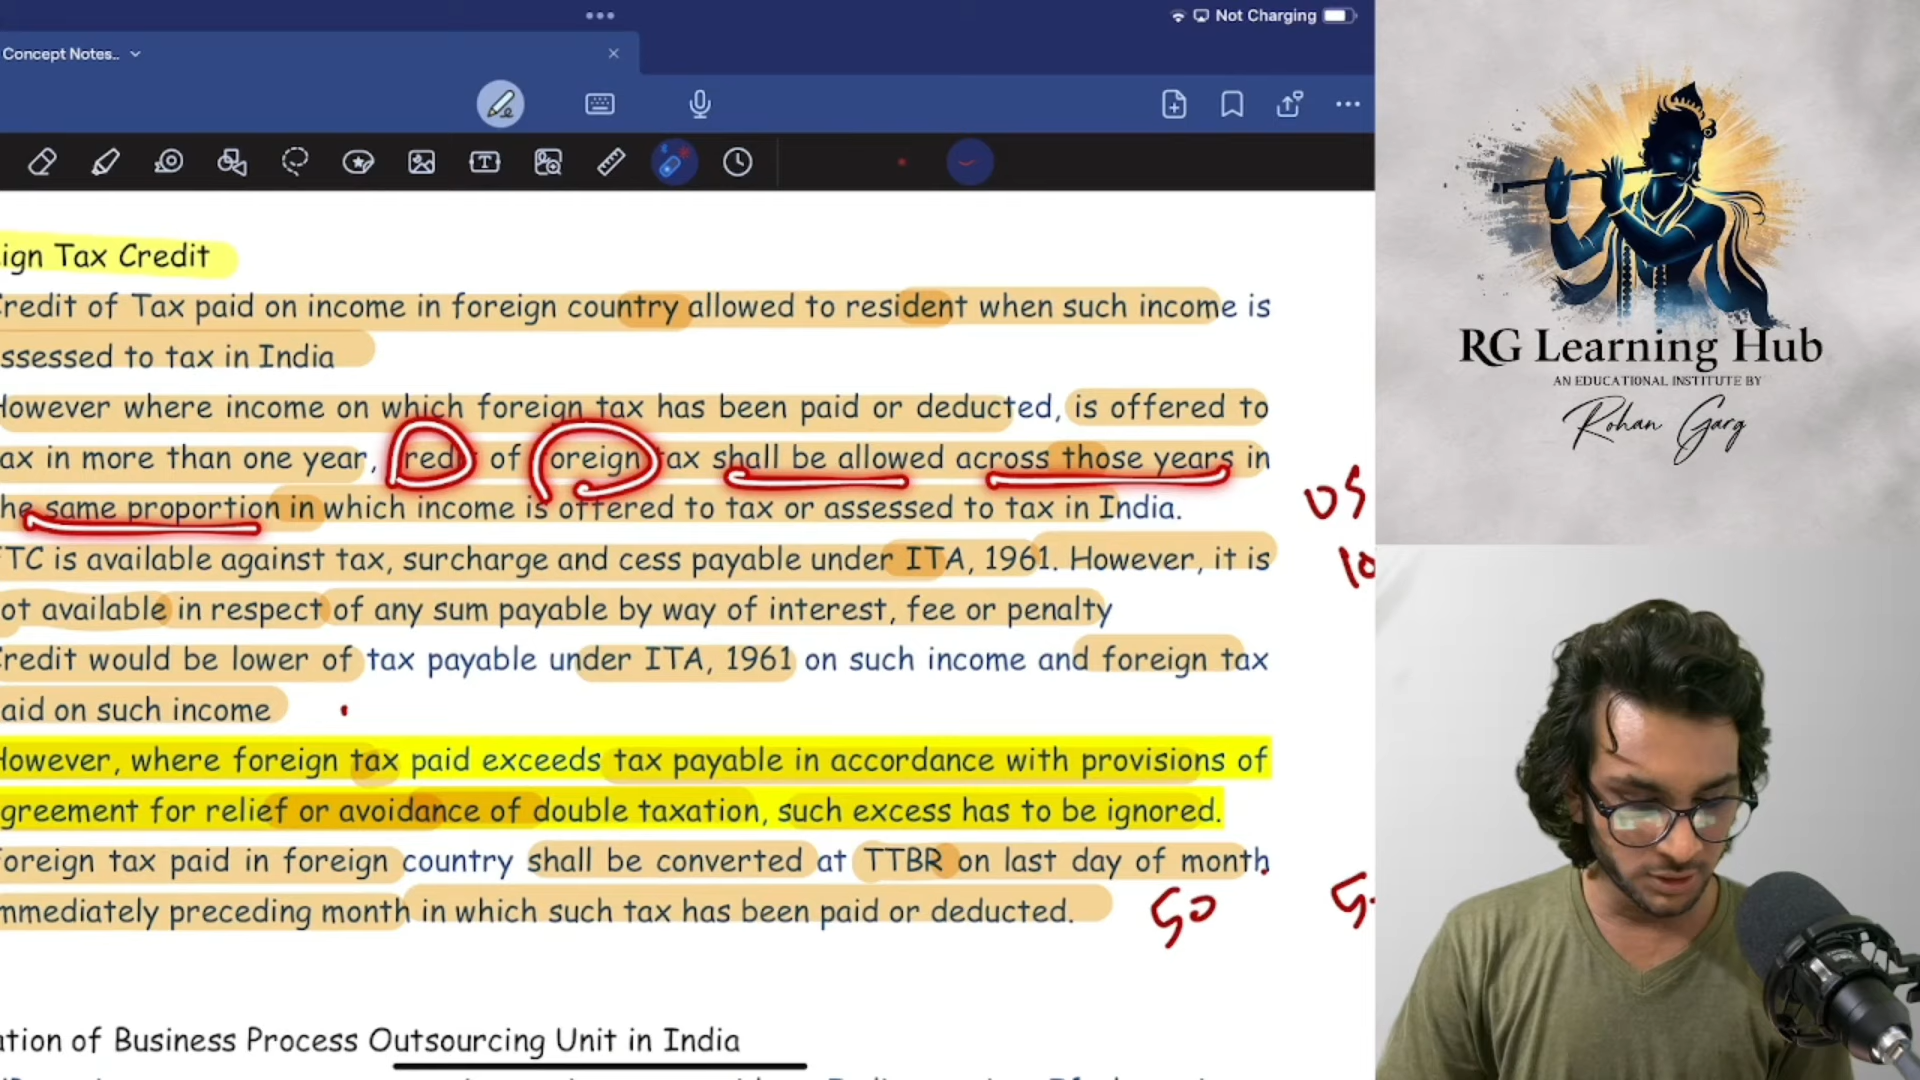 Not Charging
Concept Notes..
ign Tax Credit
redit of Tax paid on income in foreign country allowed to resident when such income is
ssessed to tax in India
However where income on which foreign tax has been paid or deducted, is offered to
ax in more than one year, redit of foreign tax shall be allowed across those years in
he same proportion in which income is offered to tax or assessed to tax in India.
TC is available against tax, surcharge and cess payable under ITA, 1961. However, it is
ot available in respect of any sum payable by way of interest, fee or penalty
redit would be lower of tax payable under ITA, 1961 on such income and foreign tax
aid on such income
However, where foreign tax paid exceeds tax payable in accordance with provisions of
greement for relief or avoidance of double taxation, such excess has to be ignored.
oreign tax paid in foreign country shall be converted at TTBR on last day of month
mmediately preceding month in which such tax has been paid or deducted.
US
10
50
5
ation of Business Process Outsourcing Unit in India
RG Learning Hub
AN EDUCATIONAL INSTITUTE BY
Rohan Garg